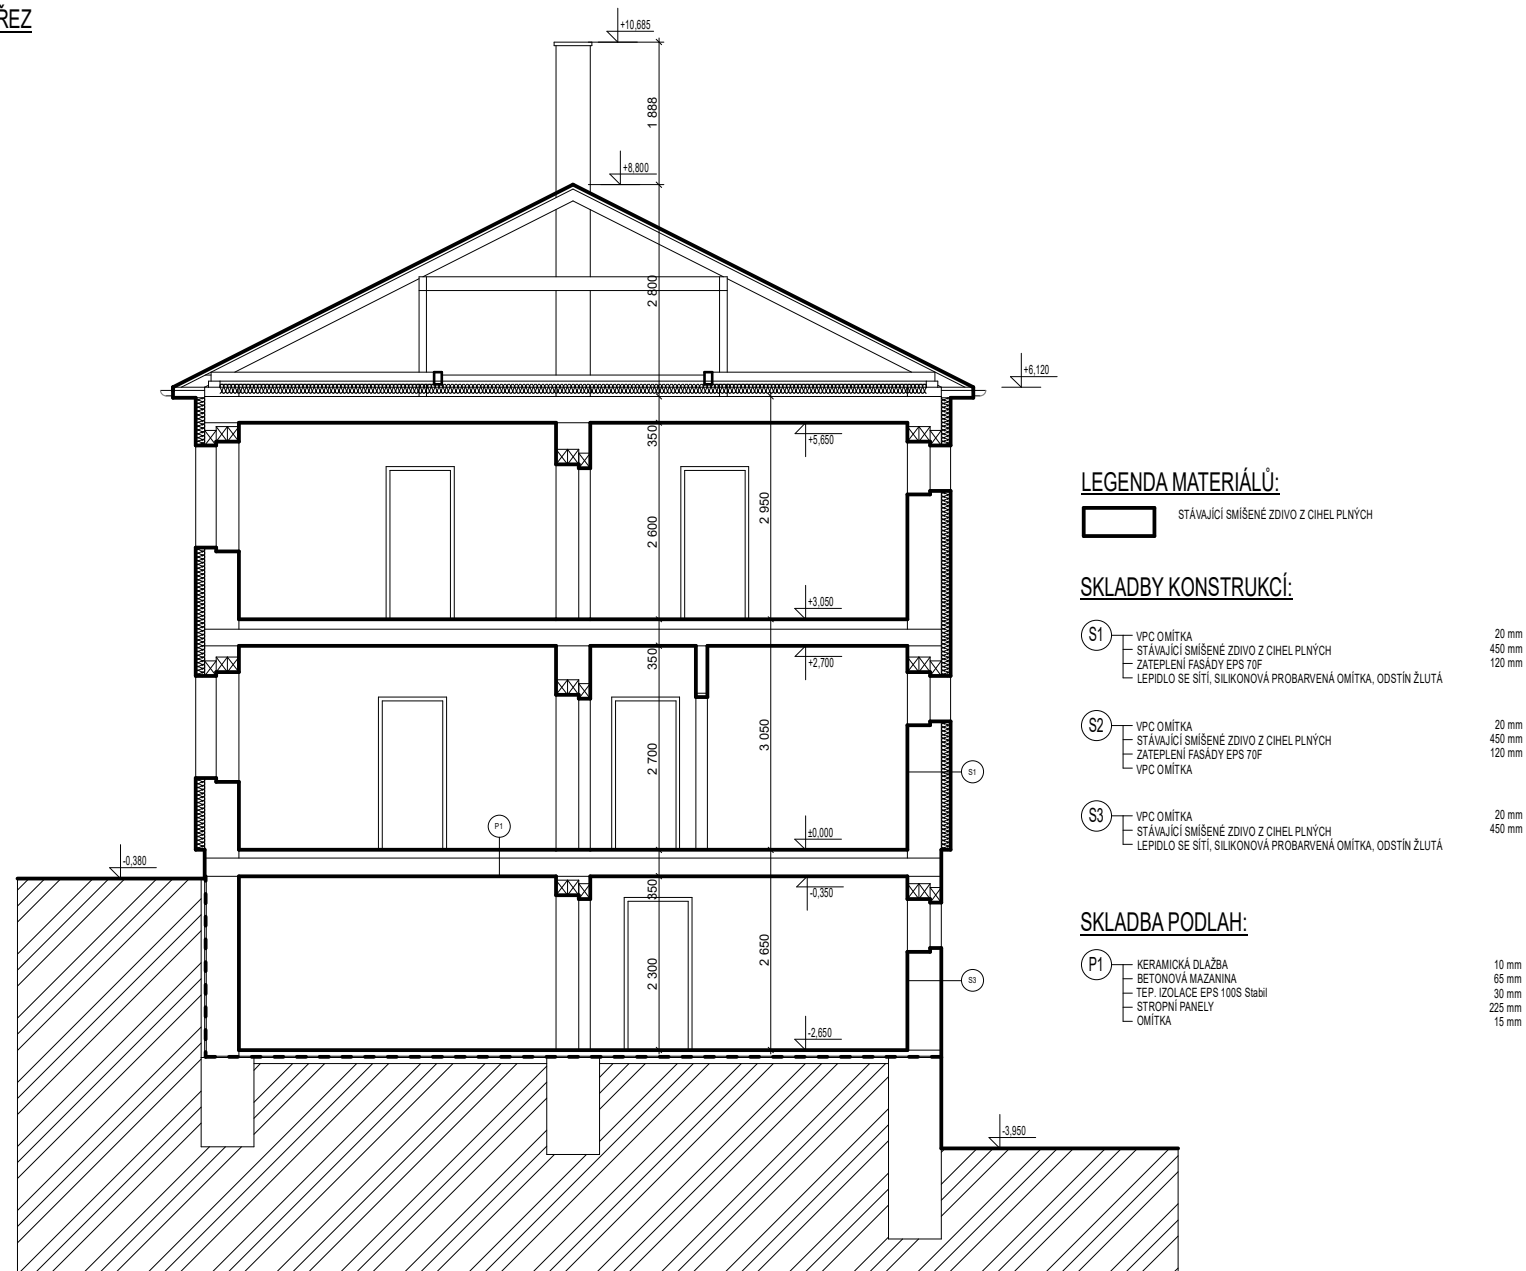 ŘEZ
+10,685
1 888
+8,800
2 800
+6,120
350
+5,650
2 950
2 600
+3,050
350
+2,700
3 050
2 700
S1
P1
±0,000
-0,380
350
-0,350
2 650
2 300
S3
-2,650
-3,950
LEGENDA MATERIÁLŮ:
STÁVAJÍCÍ SMÍŠENÉ ZDIVO Z CIHEL PLNÝCH
SKLADBY KONSTRUKCÍ:
S1
VPC OMÍTKA 20 mm
STÁVAJÍCÍ SMÍŠENÉ ZDIVO Z CIHEL PLNÝCH 450 mm
ZATEPLENÍ FASÁDY EPS 70F 120 mm
LEPIDLO SE SÍTÍ, SILIKONOVÁ PROBARVENÁ OMÍTKA, ODSTÍN ŽLUTÁ
S2
VPC OMÍTKA 20 mm
STÁVAJÍCÍ SMÍŠENÉ ZDIVO Z CIHEL PLNÝCH 450 mm
ZATEPLENÍ FASÁDY EPS 70F 120 mm
VPC OMÍTKA
S3
VPC OMÍTKA 20 mm
STÁVAJÍCÍ SMÍŠENÉ ZDIVO Z CIHEL PLNÝCH 450 mm
LEPIDLO SE SÍTÍ, SILIKONOVÁ PROBARVENÁ OMÍTKA, ODSTÍN ŽLUTÁ
SKLADBA PODLAH:
P1
KERAMICKÁ DLAŽBA 10 mm
BETONOVÁ MAZANINA 65 mm
TEP. IZOLACE EPS 100S Stabil 30 mm
STROPNÍ PANELY 225 mm
OMÍTKA 15 mm